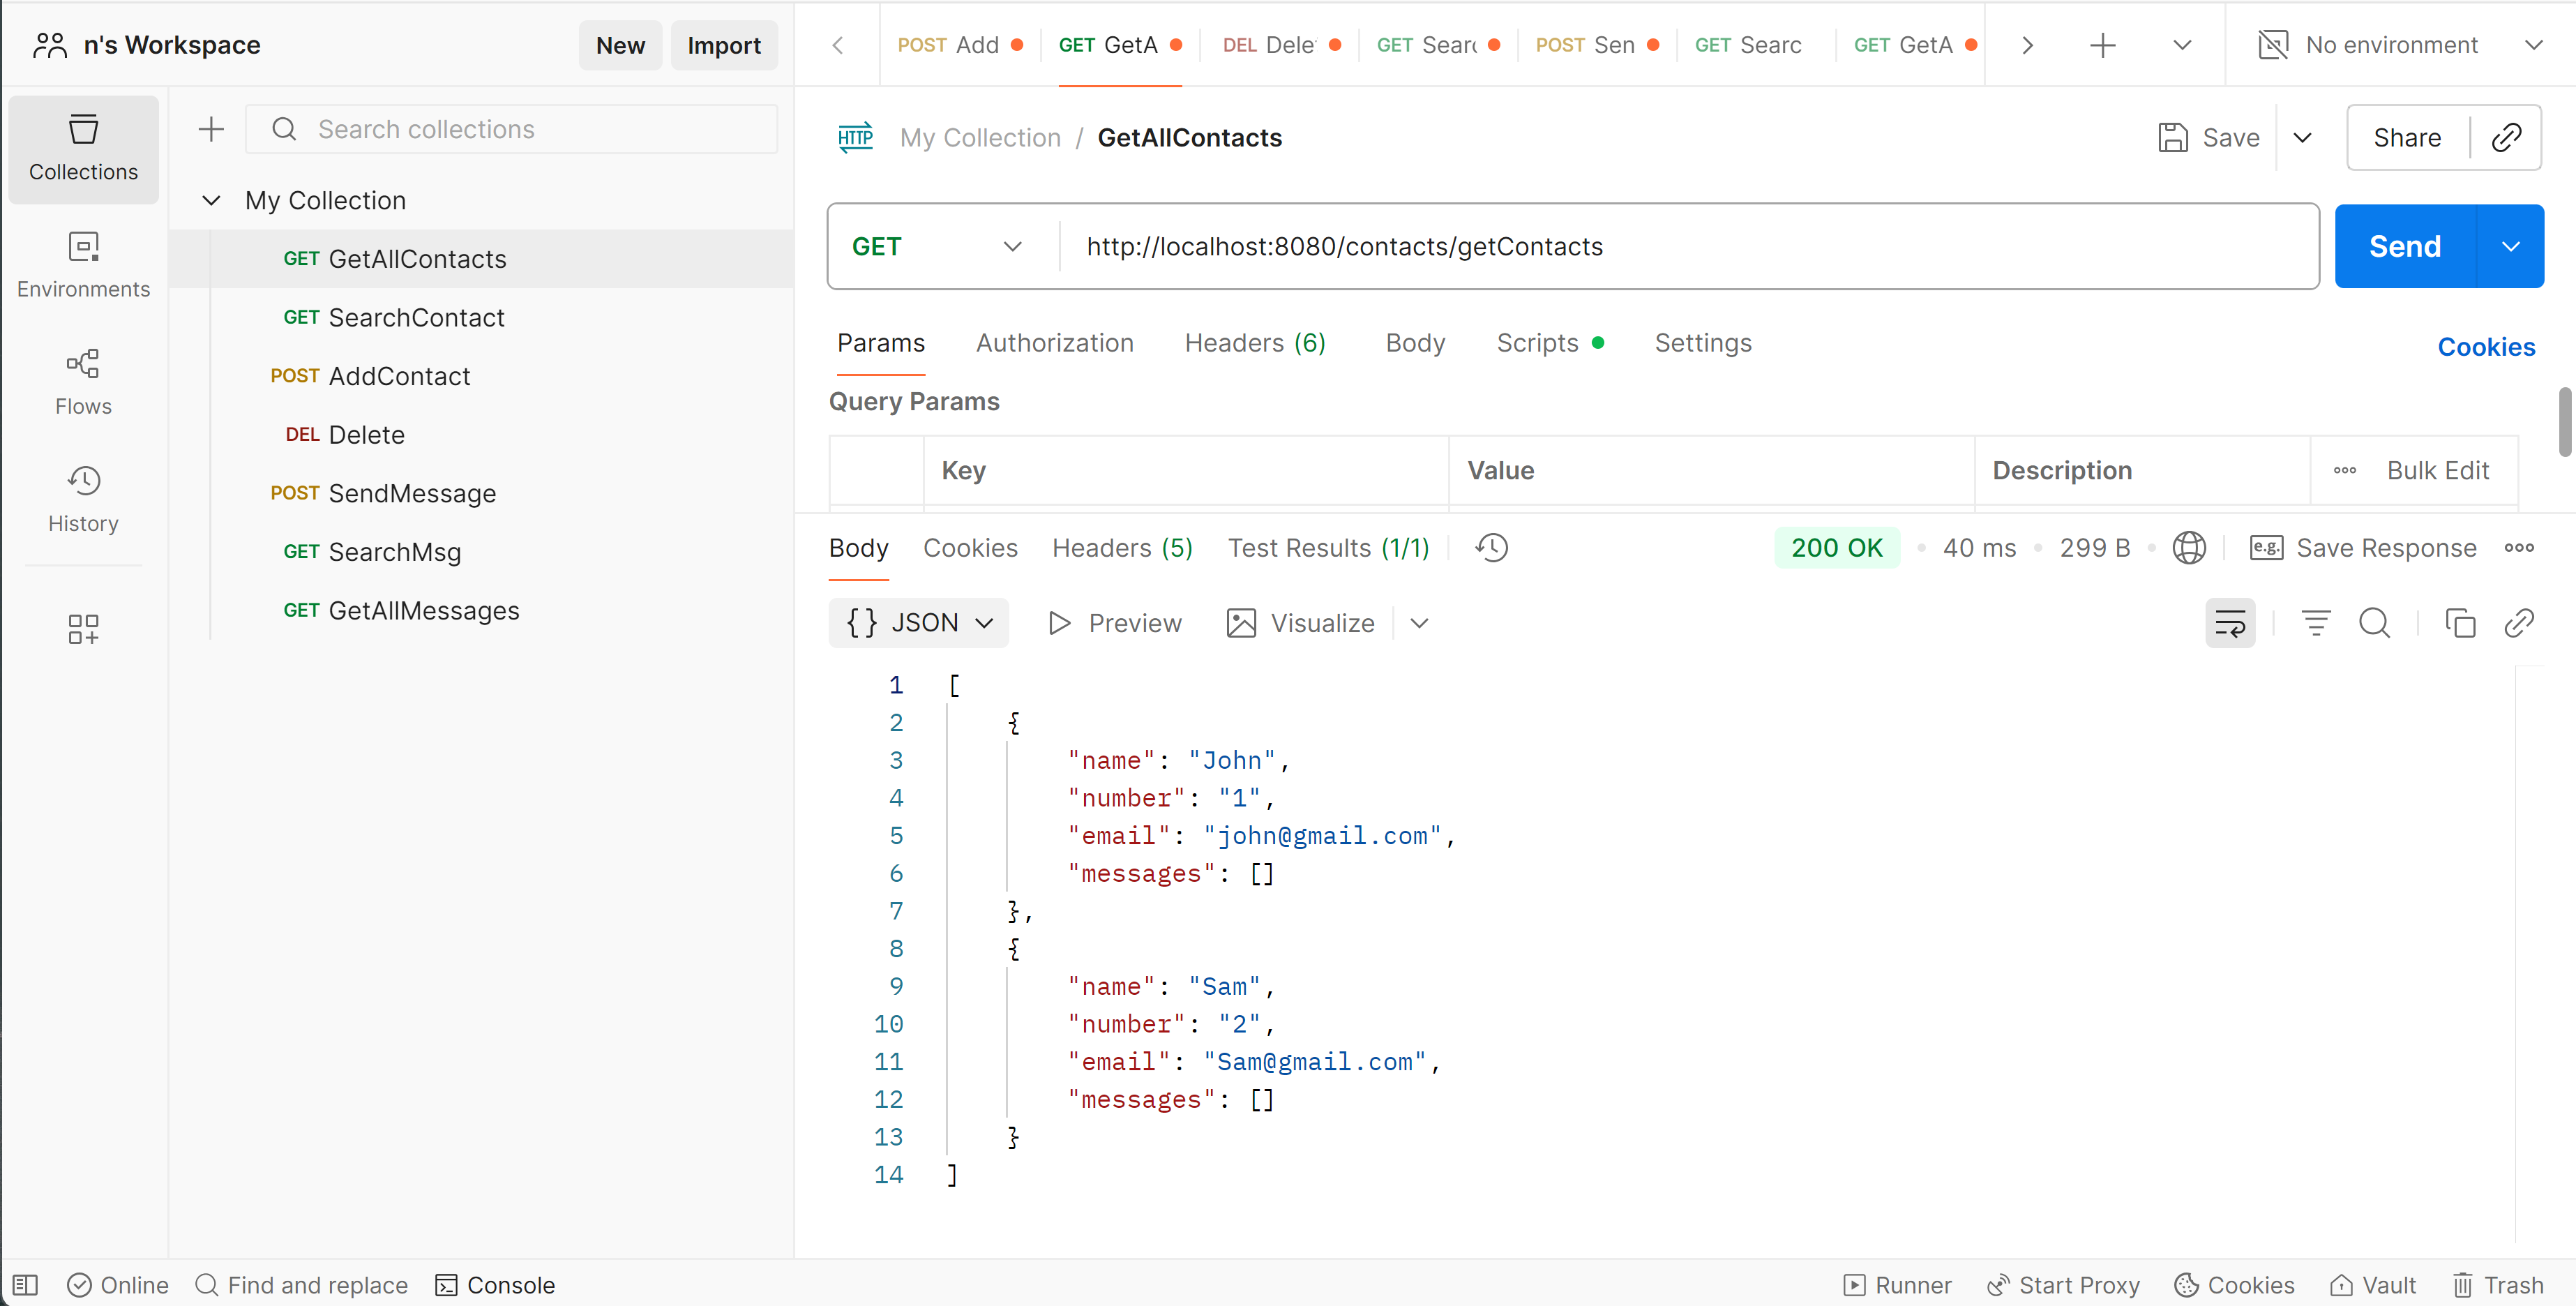 n's Workspace
New
Import
POST Add
GET GetA
DEL Dele
GET Sear
POST Sen
GET Searc
GET GetA
No environment
Collections
Environments
Flows
History
Search collections
My Collection
GET GetAllContacts
GET SearchContact
POST AddContact
DEL Delete
POST SendMessage
GET SearchMsg
GET GetAllMessages
HTTP My Collection / GetAllContacts
Save
Share
GET http://localhost:8080/contacts/getContacts
Send
Params Authorization Headers (6) Body Scripts Settings Cookies
Query Params
Key Value Description Bulk Edit
Body Cookies Headers (5) Test Results (1/1)
200 OK 40 ms 299 B e.g. Save Response
{ } JSON Preview Visualize
1 [
2 {
3 "name": "John",
4 "number": "1",
5 "email": "john@gmail.com",
6 "messages": []
7 },
8 {
9 "name": "Sam",
10 "number": "2",
11 "email": "Sam@gmail.com",
12 "messages": []
13 }
14 ]
Online Find and replace Console Runner Start Proxy Cookies Vault Trash